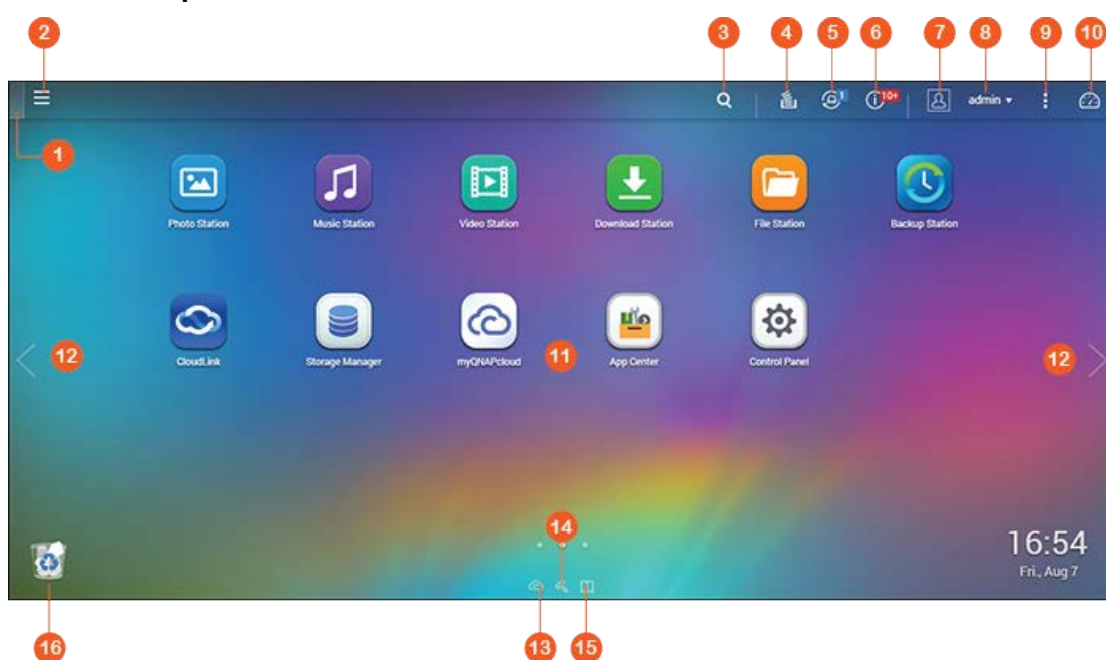 2
3
4
5
6
7
8
9
10
1
10+
admin
1
Photo Station
Music Station
Video Station
Download Station
File Station
Backup Station
12
CloudLink
Storage Manager
myQNAPcloud
11
App Center
Control Panel
12
14
16:54
Fri., Aug 7
16
13
15